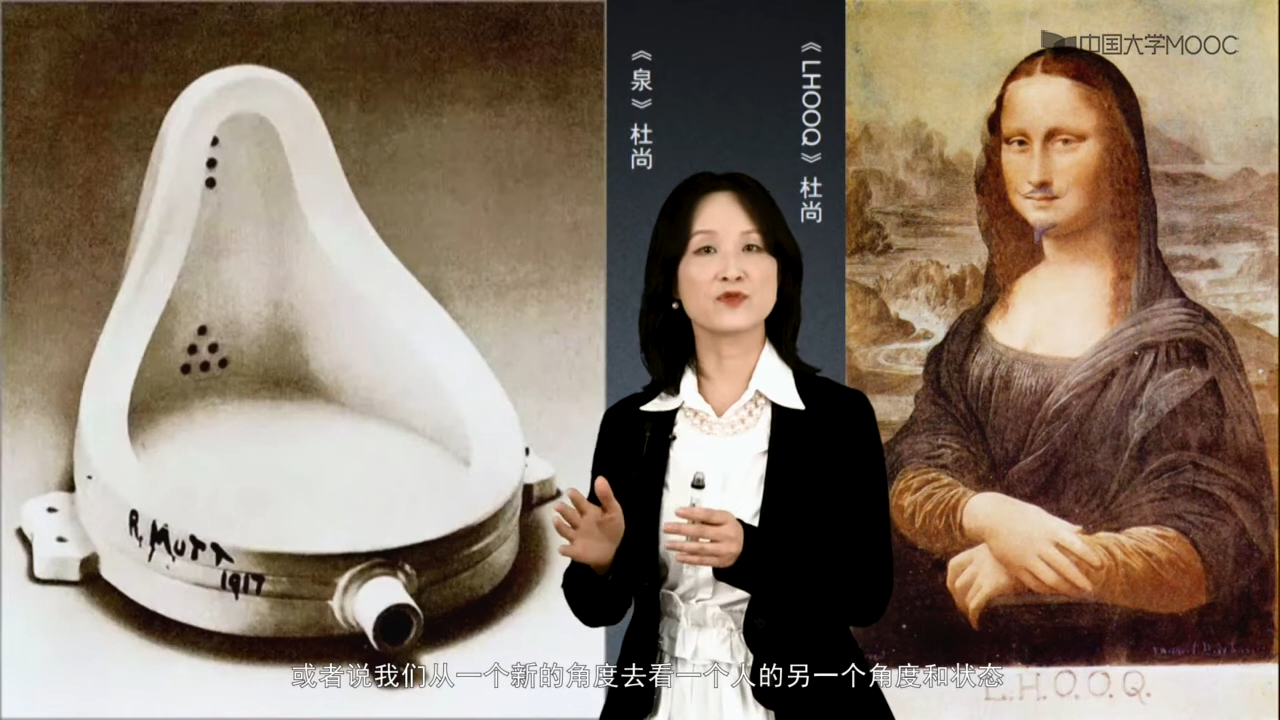 中国大学MOOC
《泉》杜尚
《LHOOQ》杜尚
R. MUTT
1917
L.H.O.O.Q.
或者说我们从一个新的角度去看一个人的另一个角度和状态